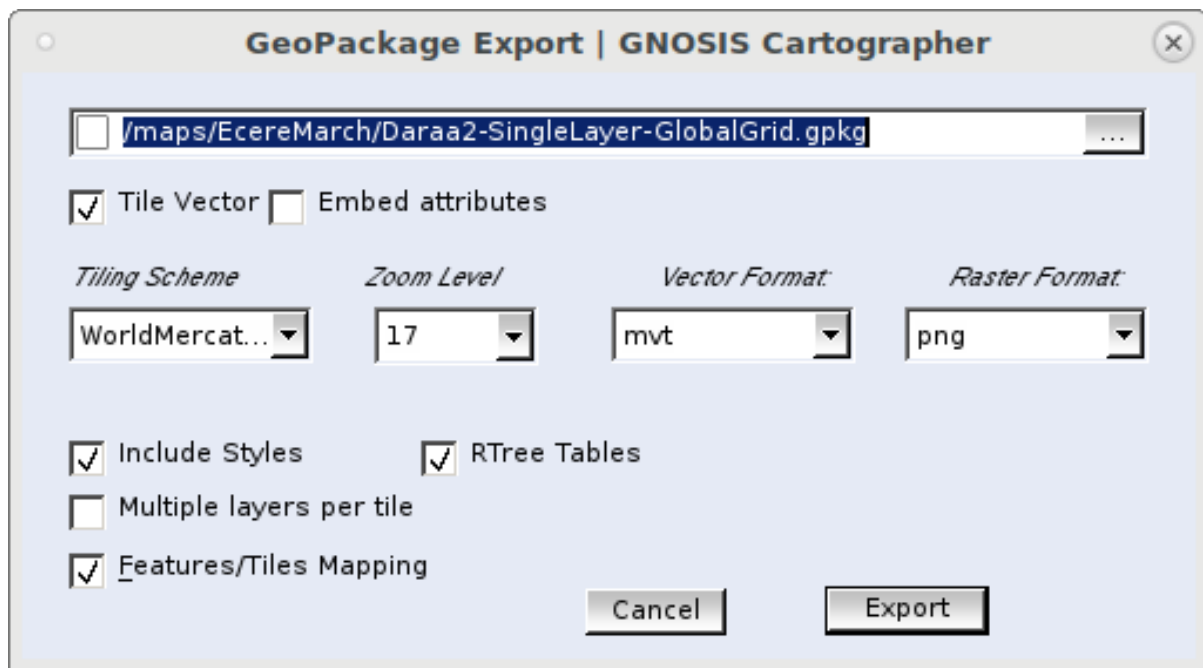 GeoPackage Export | GNOSIS Cartographer
/maps/EcereMarch/Daraa2-SingleLayer-GlobalGrid.gpkg ...
Tile Vector Embed attributes
Tiling Scheme Zoom Level Vector Format: Raster Format:
WorldMercat... 17 mvt png
Include Styles RTree Tables
Multiple layers per tile
Features/Tiles Mapping
Cancel Export